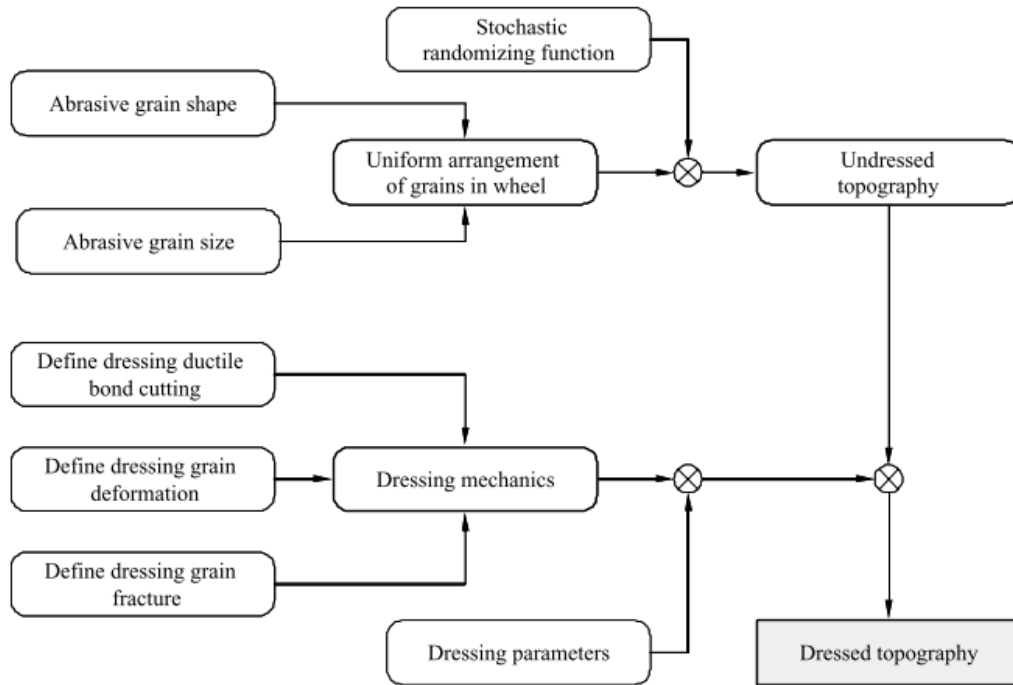 Stochastic
randomizing function
Abrasive grain shape
Uniform arrangement
of grains in wheel
Undressed
topography
Abrasive grain size
Define dressing ductile
bond cutting
Define dressing grain
deformation
Dressing mechanics
Define dressing grain
fracture
Dressing parameters
Dressed topography